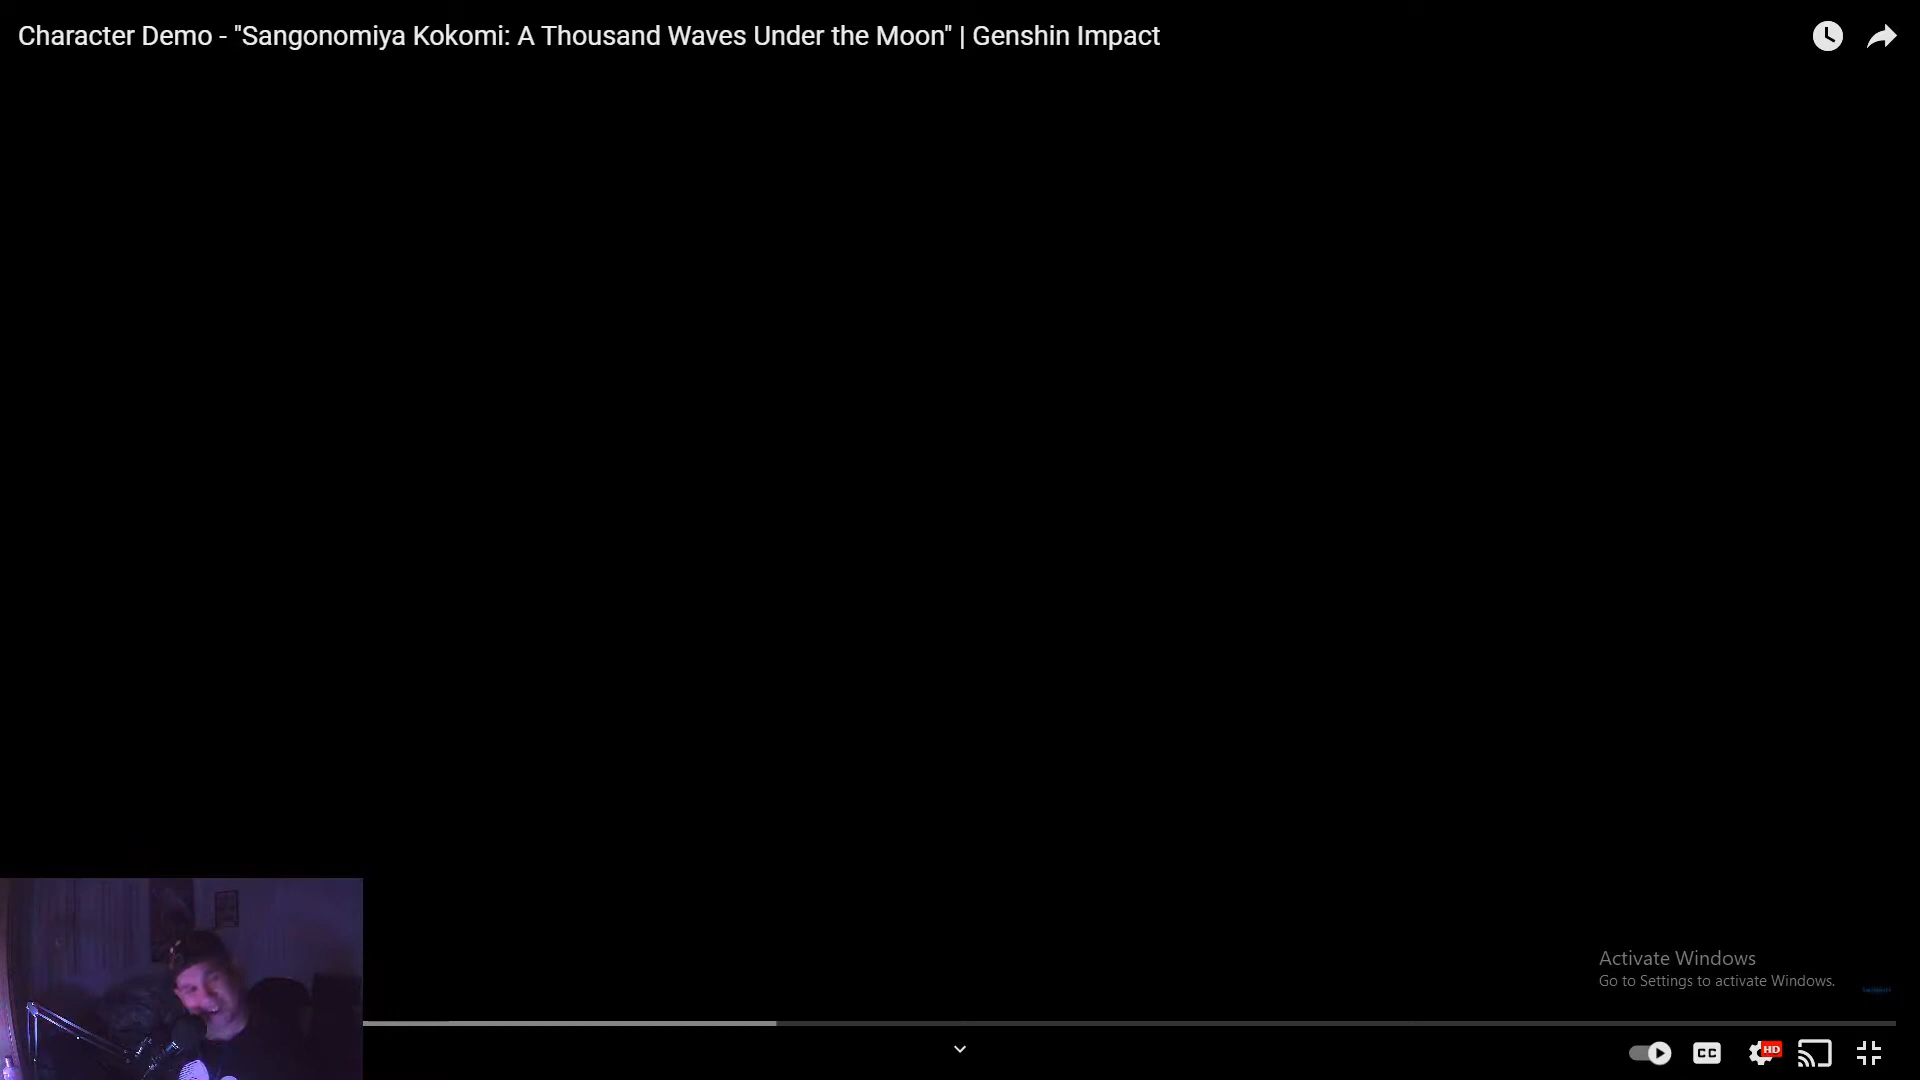 Character Demo - "Sangonomiya Kokomi: A Thousand Waves Under the Moon" | Genshin Impact
Activate Windows
Go to Settings to activate Windows.
CC
HD